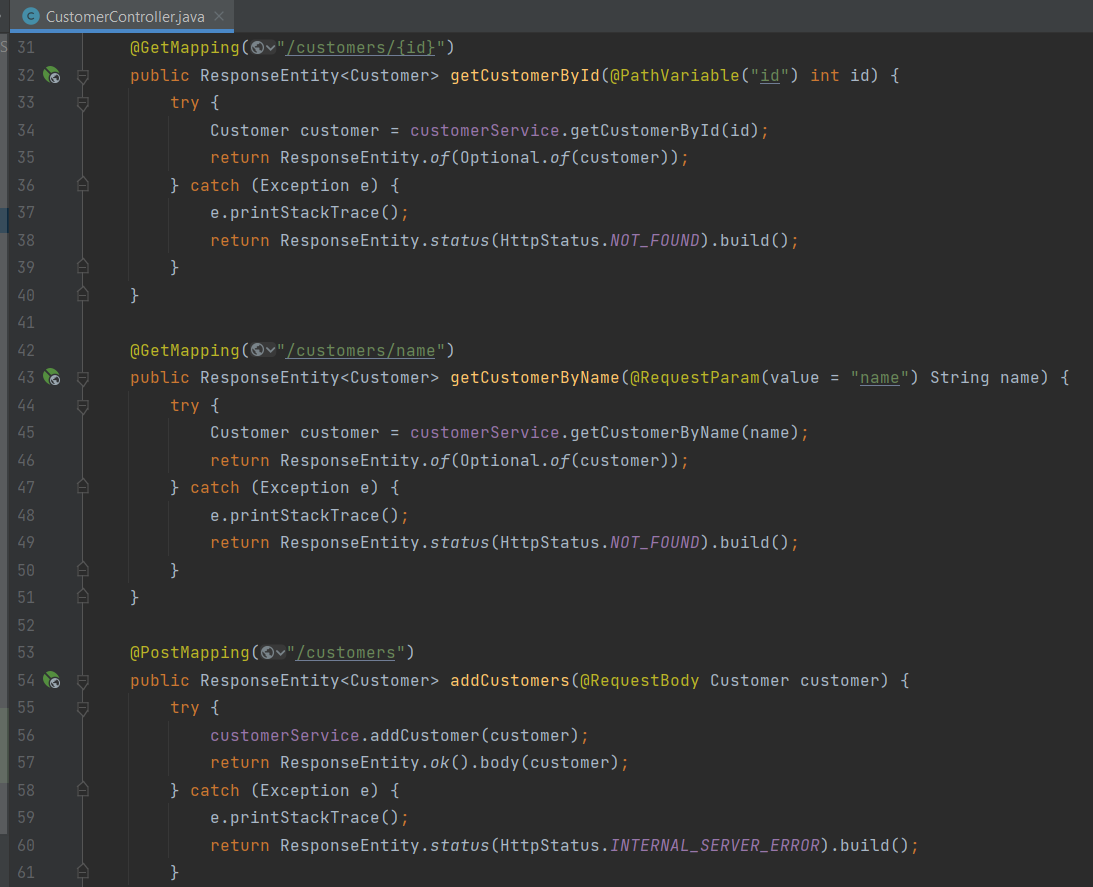 CustomerController.java
31 @GetMapping("/customers/{id}")
32 public ResponseEntity<Customer> getCustomerById(@PathVariable("id") int id) {
33 try {
34 Customer customer = customerService.getCustomerById(id);
35 return ResponseEntity.of(Optional.of(customer));
36 } catch (Exception e) {
37 e.printStackTrace();
38 return ResponseEntity.status(HttpStatus.NOT_FOUND).build();
39 }
40 }
41
42 @GetMapping("/customers/name")
43 public ResponseEntity<Customer> getCustomerByName(@RequestParam(value = "name") String name) {
44 try {
45 Customer customer = customerService.getCustomerByName(name);
46 return ResponseEntity.of(Optional.of(customer));
47 } catch (Exception e) {
48 e.printStackTrace();
49 return ResponseEntity.status(HttpStatus.NOT_FOUND).build();
50 }
51 }
52
53 @PostMapping("/customers")
54 public ResponseEntity<Customer> addCustomers(@RequestBody Customer customer) {
55 try {
56 customerService.addCustomer(customer);
57 return ResponseEntity.ok().body(customer);
58 } catch (Exception e) {
59 e.printStackTrace();
60 return ResponseEntity.status(HttpStatus.INTERNAL_SERVER_ERROR).build();
61 }